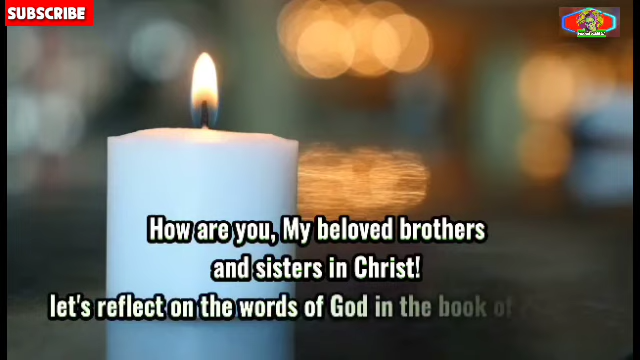 SUBSCRIBE
How are you, My beloved brothers
and sisters in Christ!
let's reflect on the words of God in the book of